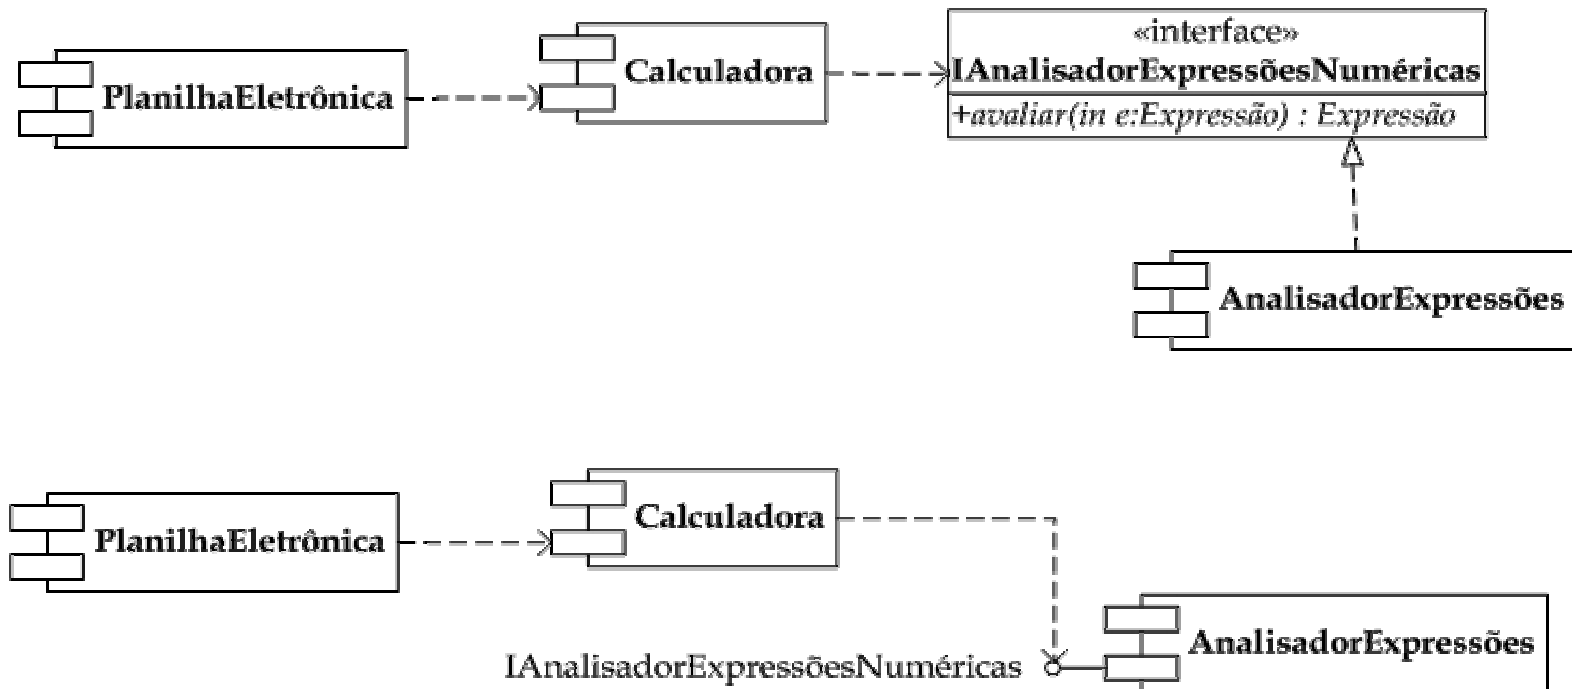 «interface»
IAnalisadorExpressõesNuméricas
PlanilhaEletrônica
Calculadora
+avaliar(in e:Expressão) : Expressão
AnalisadorExpressões
PlanilhaEletrônica
Calculadora
IAnalisadorExpressõesNuméricas
AnalisadorExpressões